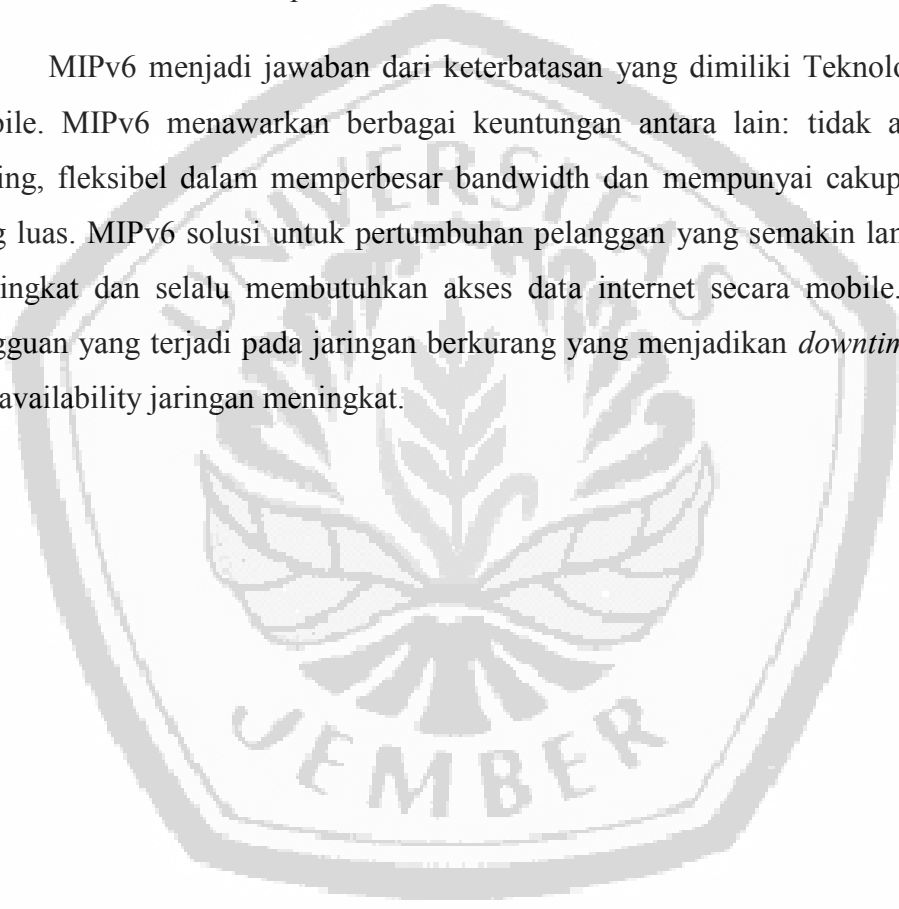 MIPv6 menjadi jawaban dari keterbatasan yang dimiliki Teknolo
bile. MIPv6 menawarkan berbagai keuntungan antara lain: tidak a
ing, fleksibel dalam memperbesar bandwidth dan mempunyai cakup
g luas. MIPv6 solusi untuk pertumbuhan pelanggan yang semakin lan
ingkat dan selalu membutuhkan akses data internet secara mobile.
gguan yang terjadi pada jaringan berkurang yang menjadikan downtim
availability jaringan meningkat.
UNIVERSITAS
JEMBER